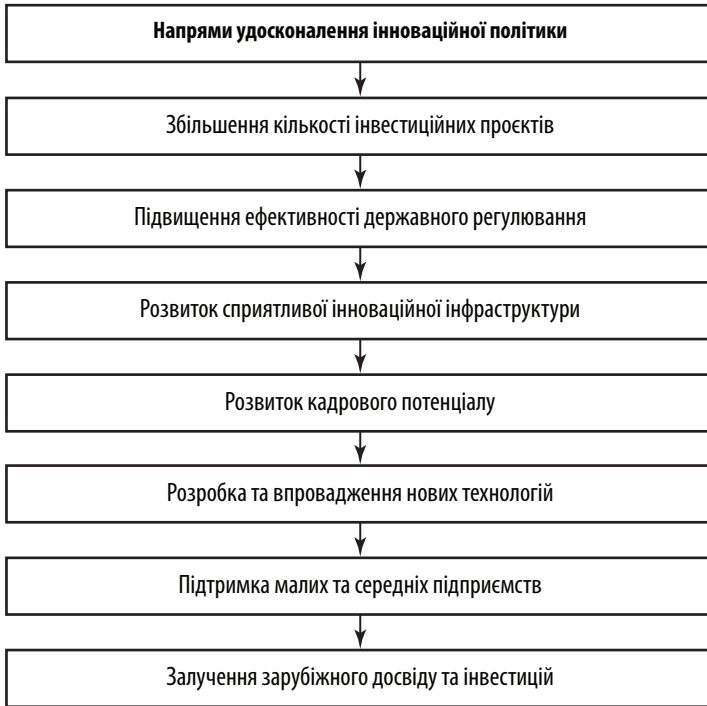 Напрями удосконалення інноваційної політики
Збільшення кількості інвестиційних проєктів
Підвищення ефективності державного регулювання
Розвиток сприятливої інноваційної інфраструктури
Розвиток кадрового потенціалу
Розробка та впровадження нових технологій
Підтримка малих та середніх підприємств
Залучення зарубіжного досвіду та інвестицій